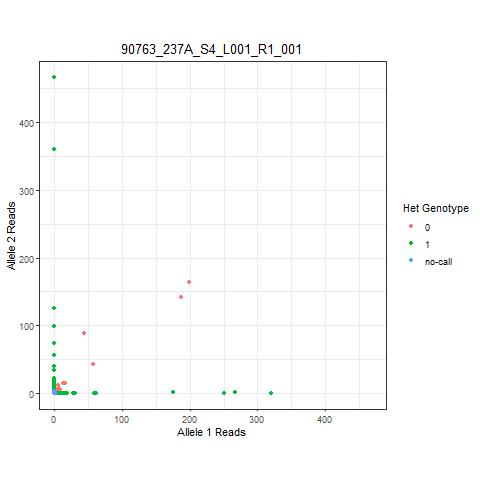 90763_237A_S4_L001_R1_001
Allele 2 Reads
400
300
200
100
0
0 100 200 300 400
Allele 1 Reads
Het Genotype
0
1
no-call